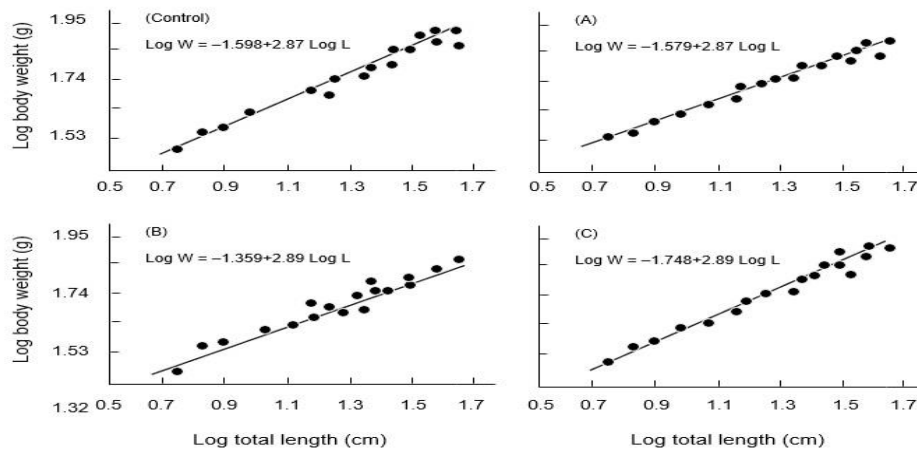 (Control)
Log W = –1.598+2.87 Log L
1.95
1.74
1.53
Log body weight (g)
0.5 0.7 0.9 1.1 1.3 1.5 1.7
(A)
Log W = –1.579+2.87 Log L
0.5 0.7 0.9 1.1 1.3 1.5 1.7
(B)
Log W = –1.359+2.89 Log L
1.95
1.74
1.53
1.32
Log body weight (g)
0.5 0.7 0.9 1.1 1.3 1.5 1.7
Log total length (cm)
(C)
Log W = –1.748+2.89 Log L
0.5 0.7 0.9 1.1 1.3 1.5 1.7
Log total length (cm)